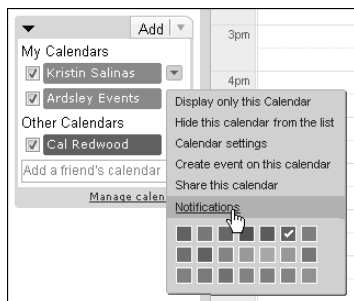 Add
3pm
My Calendars
Kristin Salinas
4pm
Ardsley Events
Display only this Calendar
Hide this calendar from the list
Other Calendars
Calendar settings
Cal Redwood
Create event on this calendar
Add a friend's calendar
Share this calendar
Manage calen
Notifications